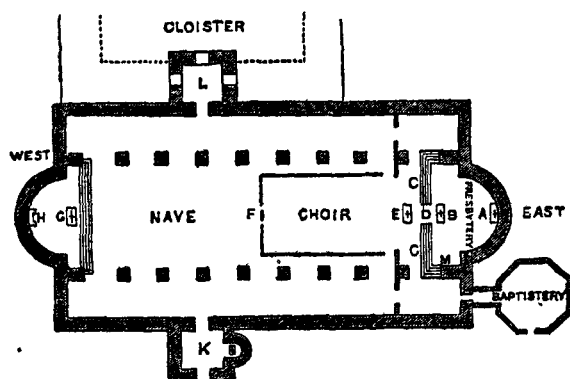 CLOISTER
L
WEST
C
PRESBYTERY
H G NAVE F CHOIR E D B A EAST
C
M
BAPTISTERY
K